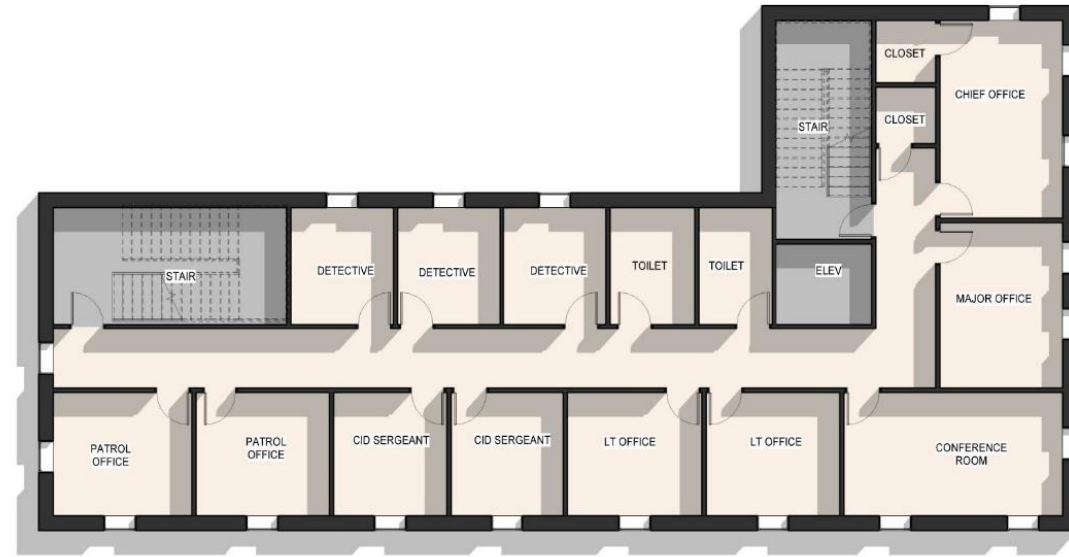 CLOSET
CHIEF OFFICE
CLOSET
STAIR
STAIR
DETECTIVE
DETECTIVE
DETECTIVE
TOILET
TOILET
ELEV
MAJOR OFFICE
PATROL
OFFICE
PATROL
OFFICE
CID SERGEANT
CID SERGEANT
LT OFFICE
LT OFFICE
CONFERENCE
ROOM